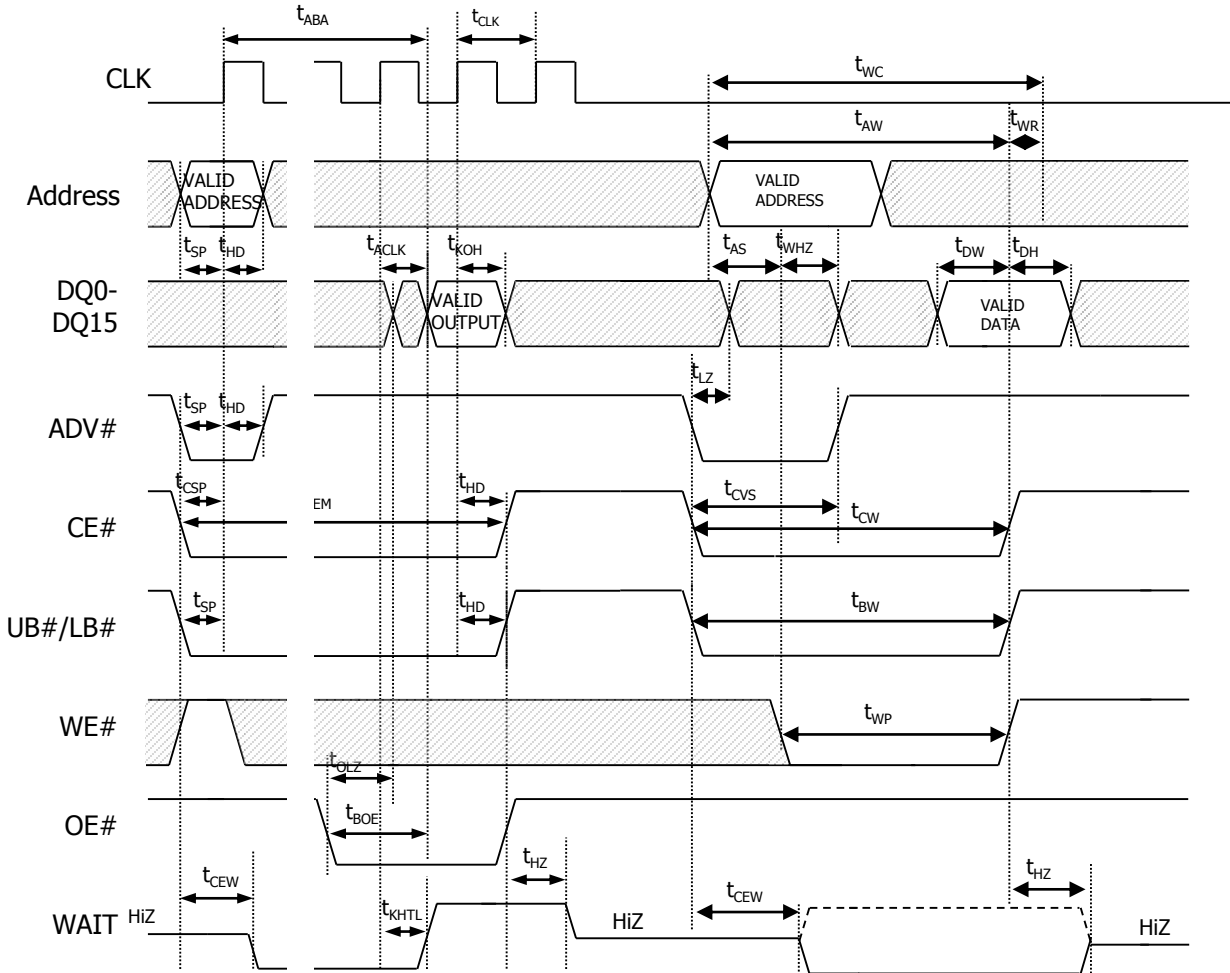 tABA
tCLK
CLK
tWC
tAW
tWR
Address
VALID
ADDRESS
VALID
ADDRESS
tSP
tHD
tACLK
tKOH
tAS
tWHZ
tDW
tDH
DQ0-
DQ15
VALID
OUTPUT
VALID
DATA
tLZ
ADV#
tSP
tHD
tCSP
EM
tHD
tCVS
CE#
tCW
tSP
tHD
tBW
UB#/LB#
WE#
tWP
tOLZ
OE#
tBOE
tHZ
tHZ
tCEW
tCEW
WAIT
HiZ
tKHTL
HiZ
HiZ